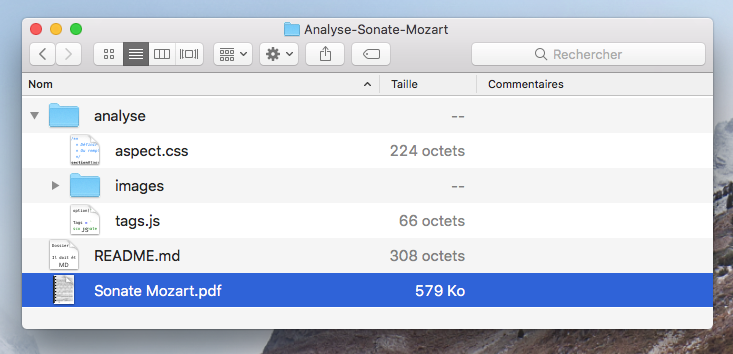 Analyse-Sonate-Mozart
Rechercher
Nom Taille Commentaires
analyse --
aspect.css 224 octets
images --
tags.js 66 octets
README.md 308 octets
Sonate Mozart.pdf 579 Ko